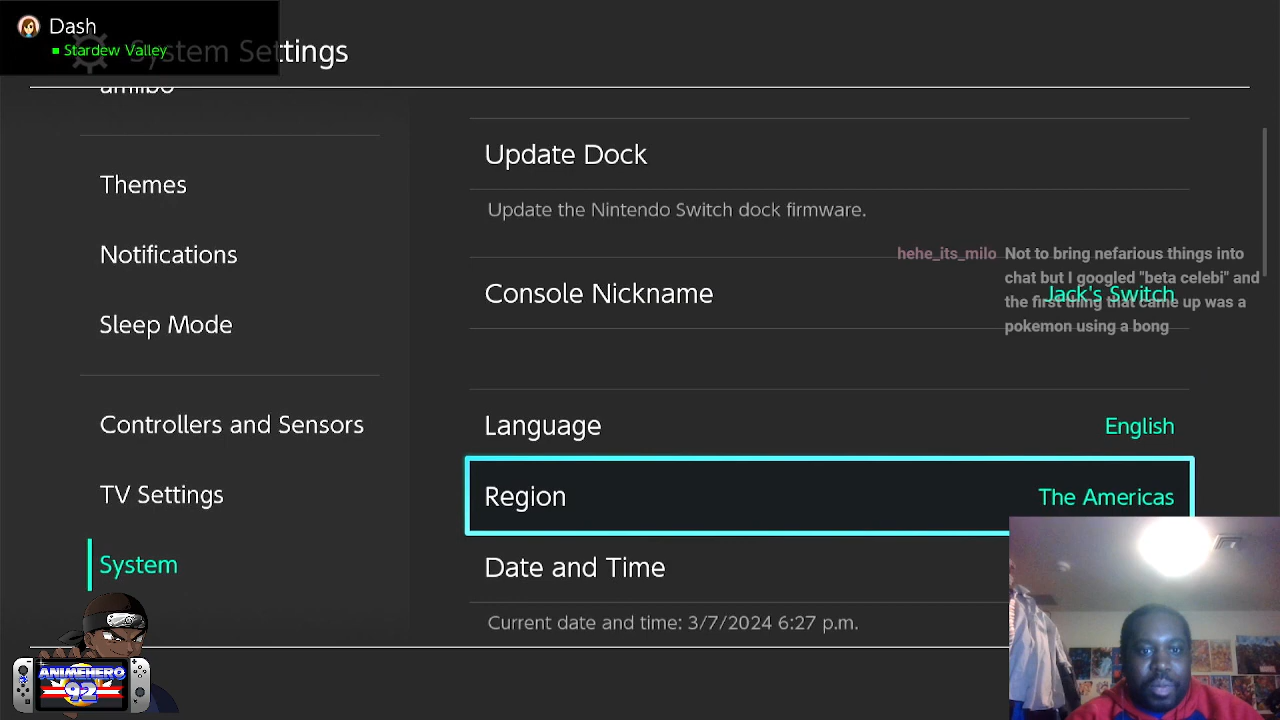 Dash
Stardew Valley
System Settings
amiibo
Themes
Notifications
Sleep Mode
Controllers and Sensors
TV Settings
System
Update Dock
Update the Nintendo Switch dock firmware.
Console Nickname
Jack's Switch
hehe_its_milo Not to bring nefarious things into
chat but I googled "beta celebi" and
the first thing that came up was a
pokemon using a bong
Language
English
Region
The Americas
Date and Time
Current date and time: 3/7/2024 6:27 p.m.
ANIMEHERO
92